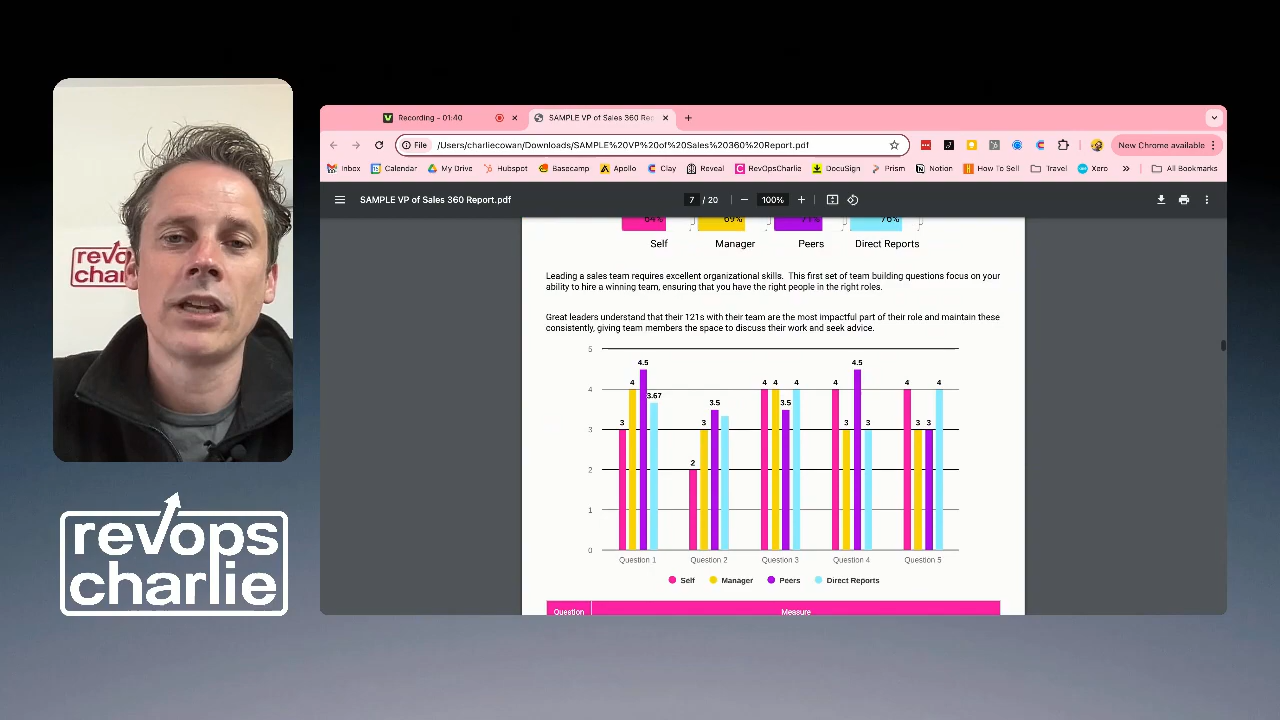 Recording - 01:40
SAMPLE VP of Sales 360 Rep
File
/Users/charliecowan/Downloads/SAMPLE%20VP%20of%20Sales%20360%20Report.pdf
New Chrome available
Inbox
Calendar
My Drive
Hubspot
Basecamp
Apollo
Clay
Reveal
RevOpsCharlie
DocuSign
Prism
Notion
How To Sell
Travel
Xero
»
All Bookmarks
SAMPLE VP of Sales 360 Report.pdf
7 / 20
100%
64% 69% 71% 76%
Self Manager Peers Direct Reports
Leading a sales team requires excellent organizational skills. This first set of team building questions focus on your
ability to hire a winning team, ensuring that you have the right people in the right roles.
Great leaders understand that their 121s with their team are the most impactful part of their role and maintain these
consistently, giving team members the space to discuss their work and seek advice.
5
4
3
2
1
0
3 4 4.5 3.67
2 3 3.5
4 4 3.5 4
4 3 4.5 3
4 3 3 4
Question 1 Question 2 Question 3 Question 4 Question 5
Self Manager Peers Direct Reports
Question Measure
revops
charlie